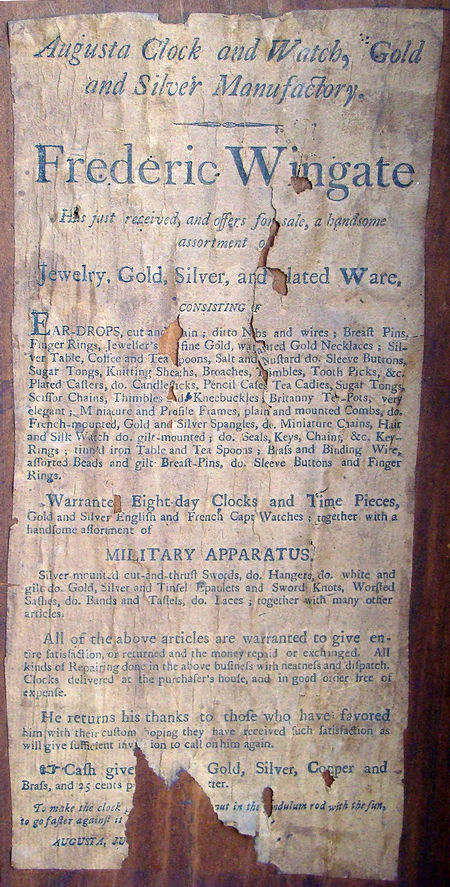 Augusta Clock and Watch, Gold
and Silver Manufactory.
Frederic Wingate
Has just received, and offers for sale, a handsome
assortment of
Jewelry, Gold, Silver, and lated Ware,
CONSISTING OF
EAR-DROPS, cut and ain; ditto and wires; Breaſt Pins,
Finger Rings, Jeweller's fine Gold, warranted Gold Necklaces; Sil-
ver Table, Coffee and Tea Spoons, Salt and Muſtard do. Sleeve Buttons,
Sugar Tongs, Knitting Sheaths, Broaches, Thimbles, Tooth Picks, &c.
Plated Caſters, do. Candleſticks, Pencil Caſes, Tea Cadies, Sugar Tongs,
Sciſſor Chains, Thimbles and Kneebuckles; Britanny Tea-Pots, very
elegant; Miniature and Profile Frames, plain and mounted Combs, do.
French-mounted, Gold and Silver Spangles, do. Miniature Chains, Hair
and Silk Watch do. gilt-mounted; do. Seals, Keys, Chains, &c. Key-
Rings; tinn'd iron Table and Tea Spoons; Braſs and Binding Wire,
aſſorted Beads and gilt Breaſt-Pins, do. Sleeve Buttons and Finger
Rings.
Warrante Eight-day Clocks and Time Pieces,
Gold and Silver Engliſh and French Capt Watches; together with a
handſome aſſortment of
MILITARY APPARATUS.
Silver mounted cut-and-thruſt Swords, do. Hangers, do. white and
gilt do. Gold, Silver and Tinſel Epaulets and Sword Knots, Worſted
Saſhes, do. Bands and Taſſels, do. Laces; together with many other
articles.
All of the above articles are warranted to give en-
tire ſatisfaction, or returned and the money repaid or exchanged. All
kinds of Repairing done in the above buſineſs with neatneſs and diſpatch.
Clocks delivered at the purchaſer's houſe, and in good order free of
expenſe.
He returns his thanks to thoſe who have favored
him with their cuſtom hoping they have received ſuch ſatisfaction as
will give ſufficient inv ion to call on him again.
☞ Caſh give Gold, Silver, Copper and
Braſs, and 25 cents p tter.
To make the clock nut in the pendulum rod with the ſun,
to go faſter againſt it
AUGUSTA, JU